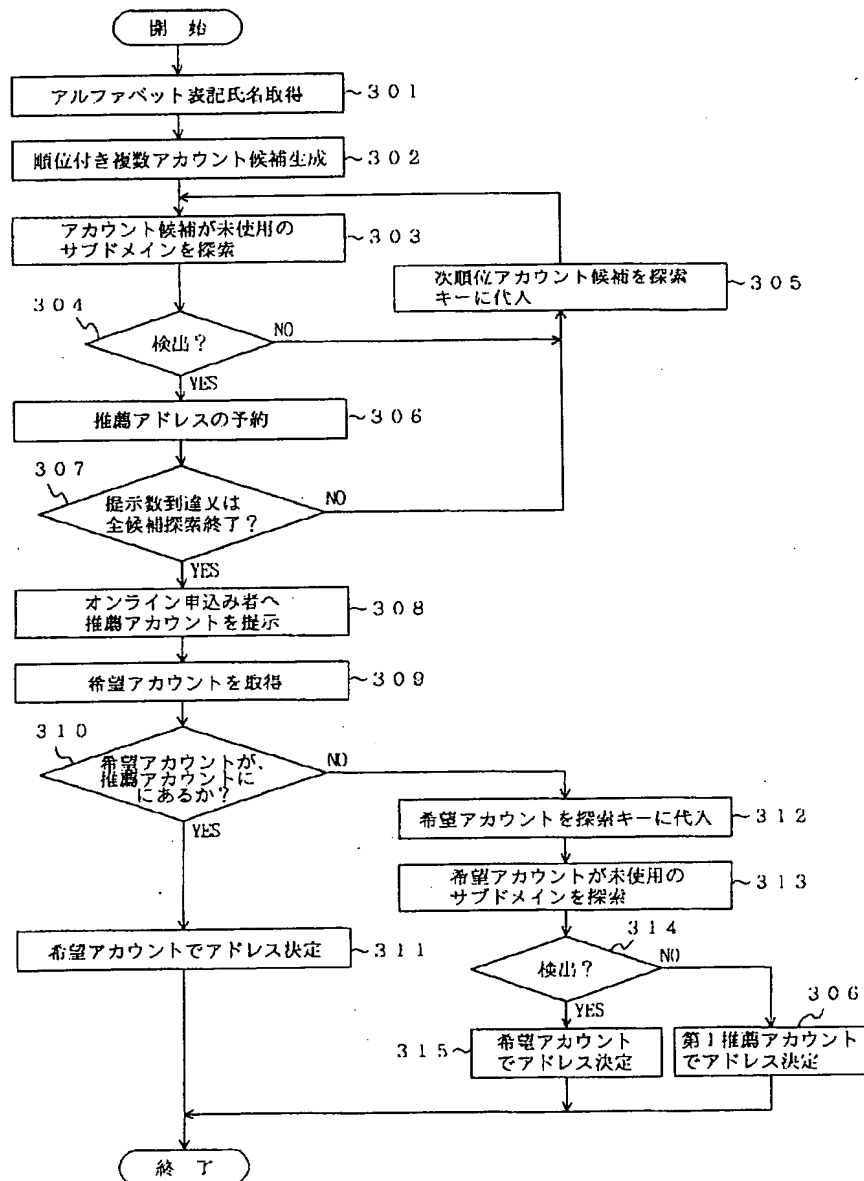 開 始
アルファベット表記氏名取得
～３０１
順位付き複数アカウント候補生成
～３０２
アカウント候補が未使用の
サブドメインを探索
～３０３
次順位アカウント候補を探索
キーに代入
～３０５
３０４
検出？
NO
YES
推薦アドレスの予約
～３０６
３０７
提示数到達又は
全候補探索終了？
NO
YES
オンライン申込み者へ
推薦アカウントを提示
～３０８
希望アカウントを取得
～３０９
３１０
希望アカウントが、
推薦アカウントに
にあるか？
NO
YES
希望アカウントを探索キーに代入
～３１２
希望アカウントが未使用の
サブドメインを探索
～３１３
希望アカウントでアドレス決定
～３１１
３１４
検出？
NO
YES
３０６
３１５～
希望アカウント
でアドレス決定
第1推薦アカウント
でアドレス決定
終 了